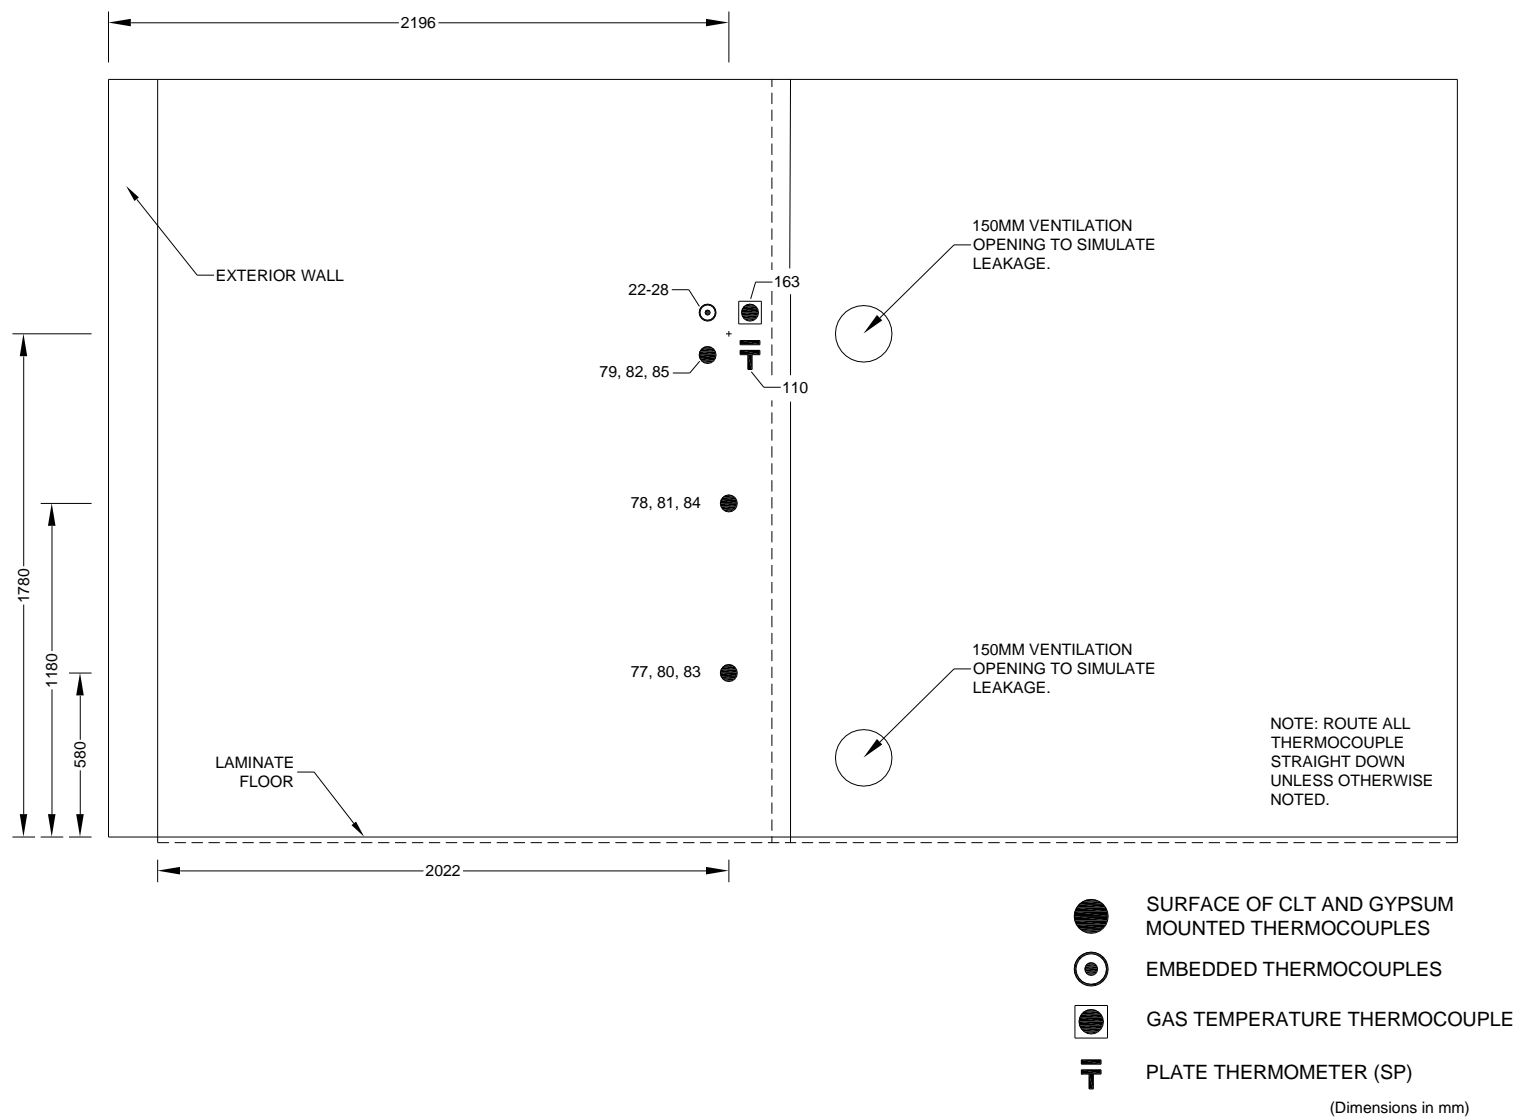 2196
150MM VENTILATION
OPENING TO SIMULATE
LEAKAGE.
EXTERIOR WALL
22-28
163
79, 82, 85
110
78, 81, 84
1780
1180
580
77, 80, 83
150MM VENTILATION
OPENING TO SIMULATE
LEAKAGE.
NOTE: ROUTE ALL
THERMOCOUPLE
STRAIGHT DOWN
UNLESS OTHERWISE
NOTED.
LAMINATE
FLOOR
2022
SURFACE OF CLT AND GYPSUM
MOUNTED THERMOCOUPLES
EMBEDDED THERMOCOUPLES
GAS TEMPERATURE THERMOCOUPLE
PLATE THERMOMETER (SP)
(Dimensions in mm)